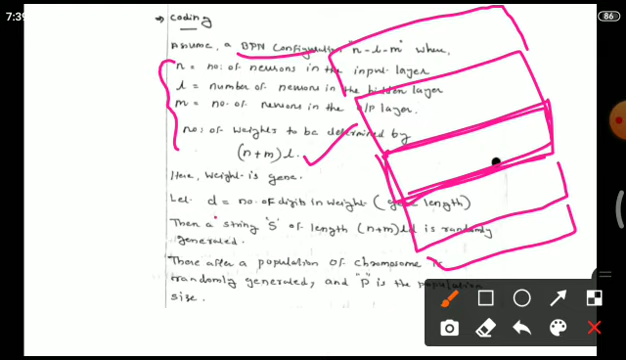 7:39
86
→ Coding
Assume, a BPN Configuration "n-l-m" where,
n = no: of neurons in the input layer
l = number of neurons in the hidden layer
m = no. of neurons in the O/P layer.
no: of weights to be determined by
(n+m)l.
Here, weight is gene.
Let d = no. of digits in weight (gene length)
Then a string 'S' of length (n+m)ld is randomly
generated.
There after a population of chromosome is
randomly generated, and "P" is the population
size.